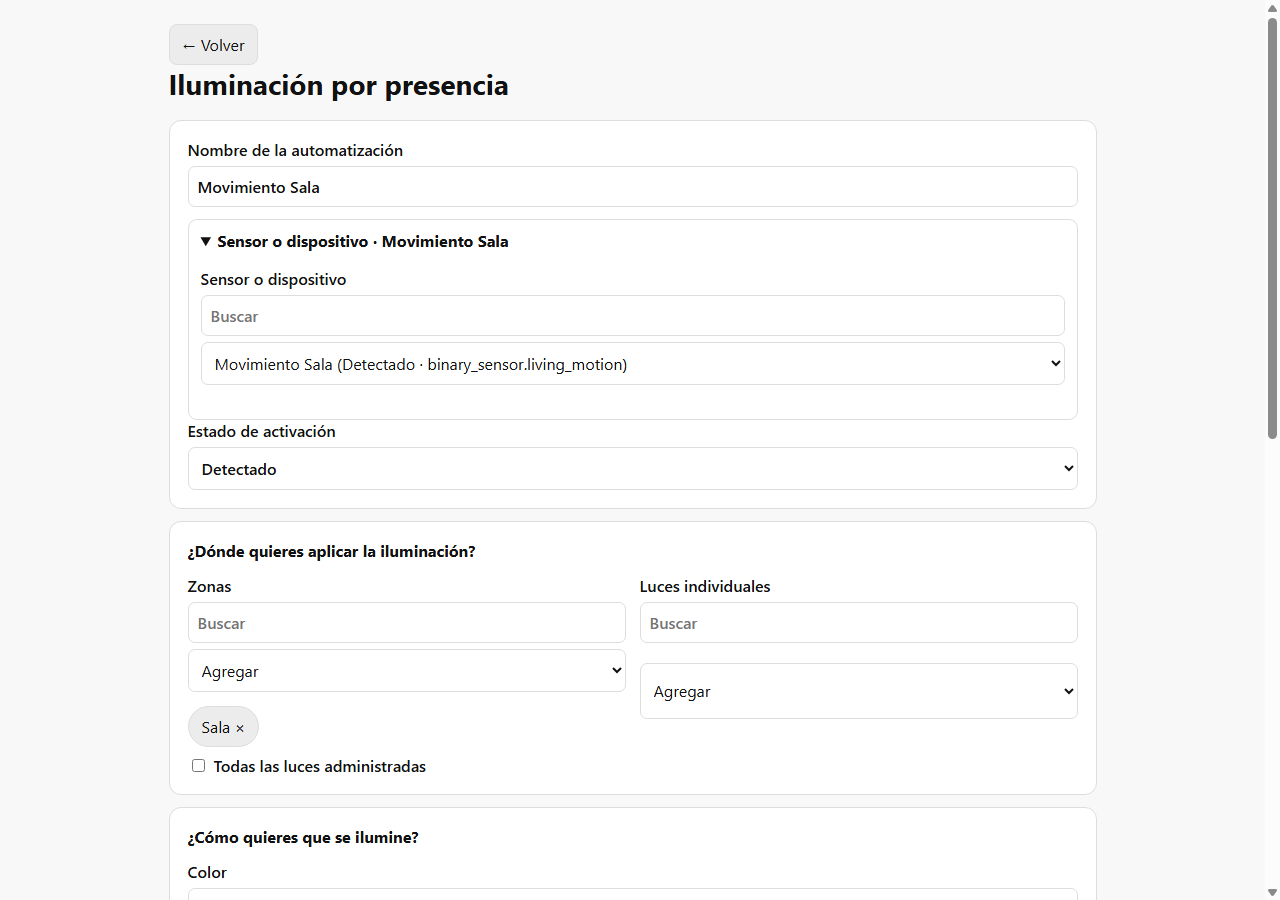 ← Volver
Iluminación por presencia
Nombre de la automatización
Movimiento Sala
▼ Sensor o dispositivo · Movimiento Sala
Sensor o dispositivo
Buscar
Movimiento Sala (Detectado · binary_sensor.living_motion)
Estado de activación
Detectado
¿Dónde quieres aplicar la iluminación?
Zonas
Buscar
Agregar
Sala ×
Luces individuales
Buscar
Agregar
Todas las luces administradas
¿Cómo quieres que se ilumine?
Color